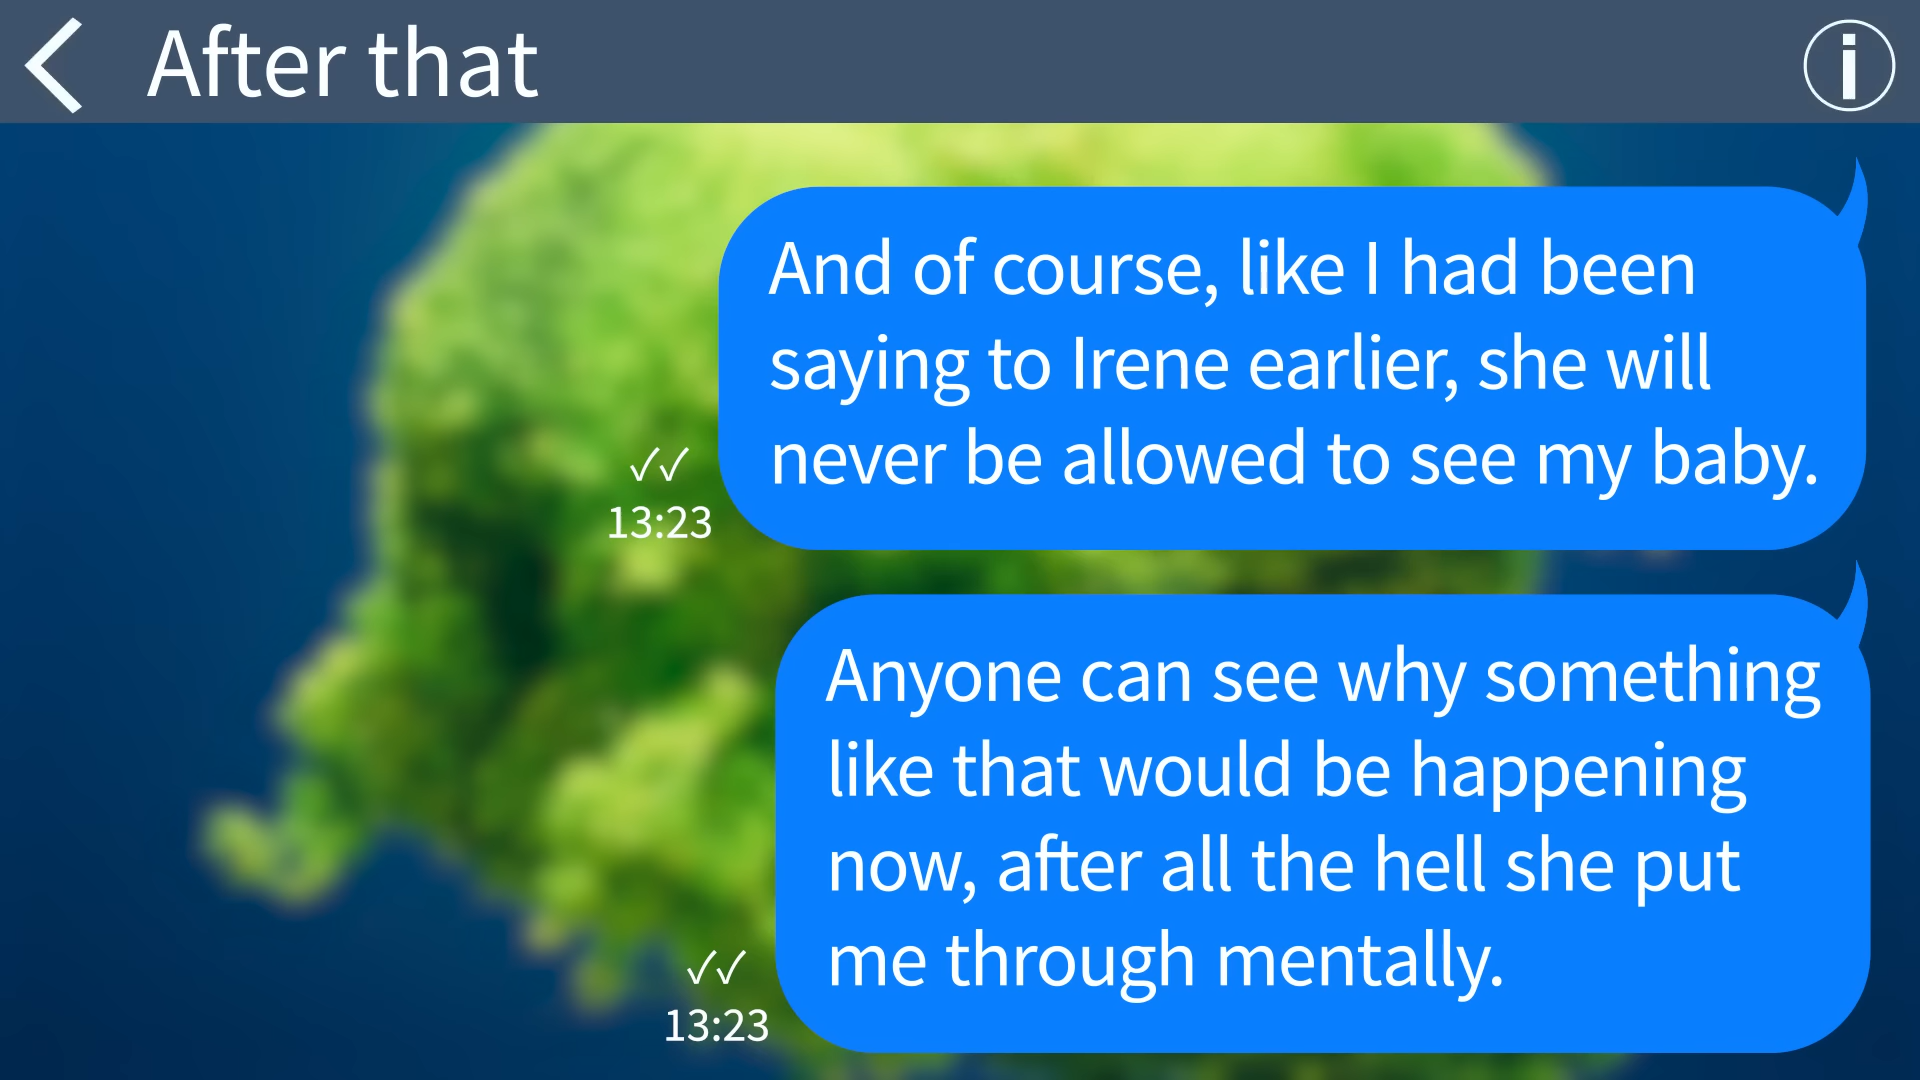 After that
And of course, like I had been
saying to Irene earlier, she will
never be allowed to see my baby.
✓✓
13:23
Anyone can see why something
like that would be happening
now, after all the hell she put
me through mentally.
✓✓
13:23